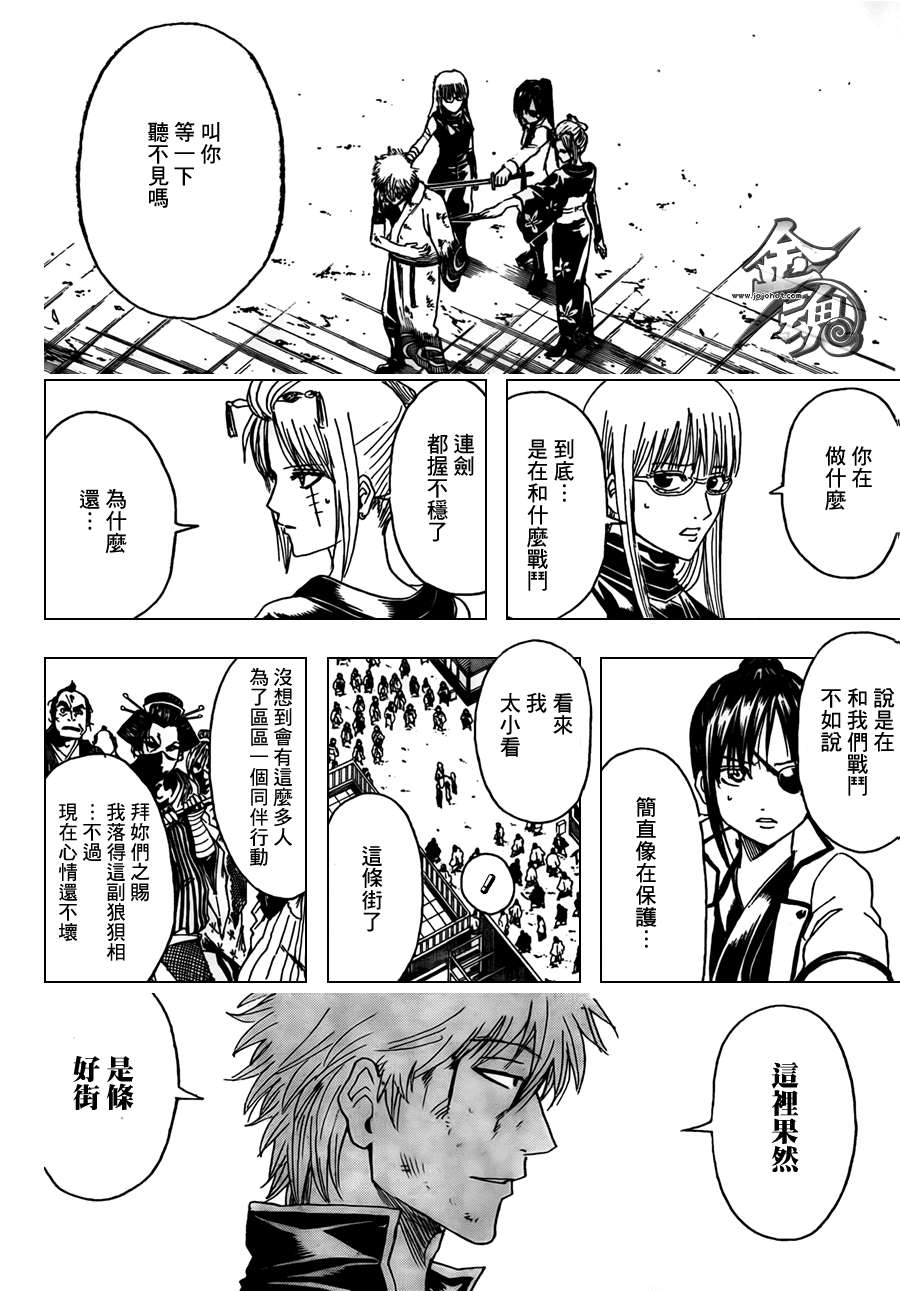 叫你
等一下
聽不見嗎
金魂
www.jojohot.com
你在
做什麼
到底…
是在和什麼戰鬥
連劍
都握不穩了
為什麼
還…
說是在
和我們戰鬥
不如說
簡直像在保護…
看來
我
太小看
這條街了
沒想到會有這麼多人
為了區區一個同伴行動
拜妳們之賜
我落得這副狼狽相
…不過
現在心情還不壞
這裡果然
是條
好街